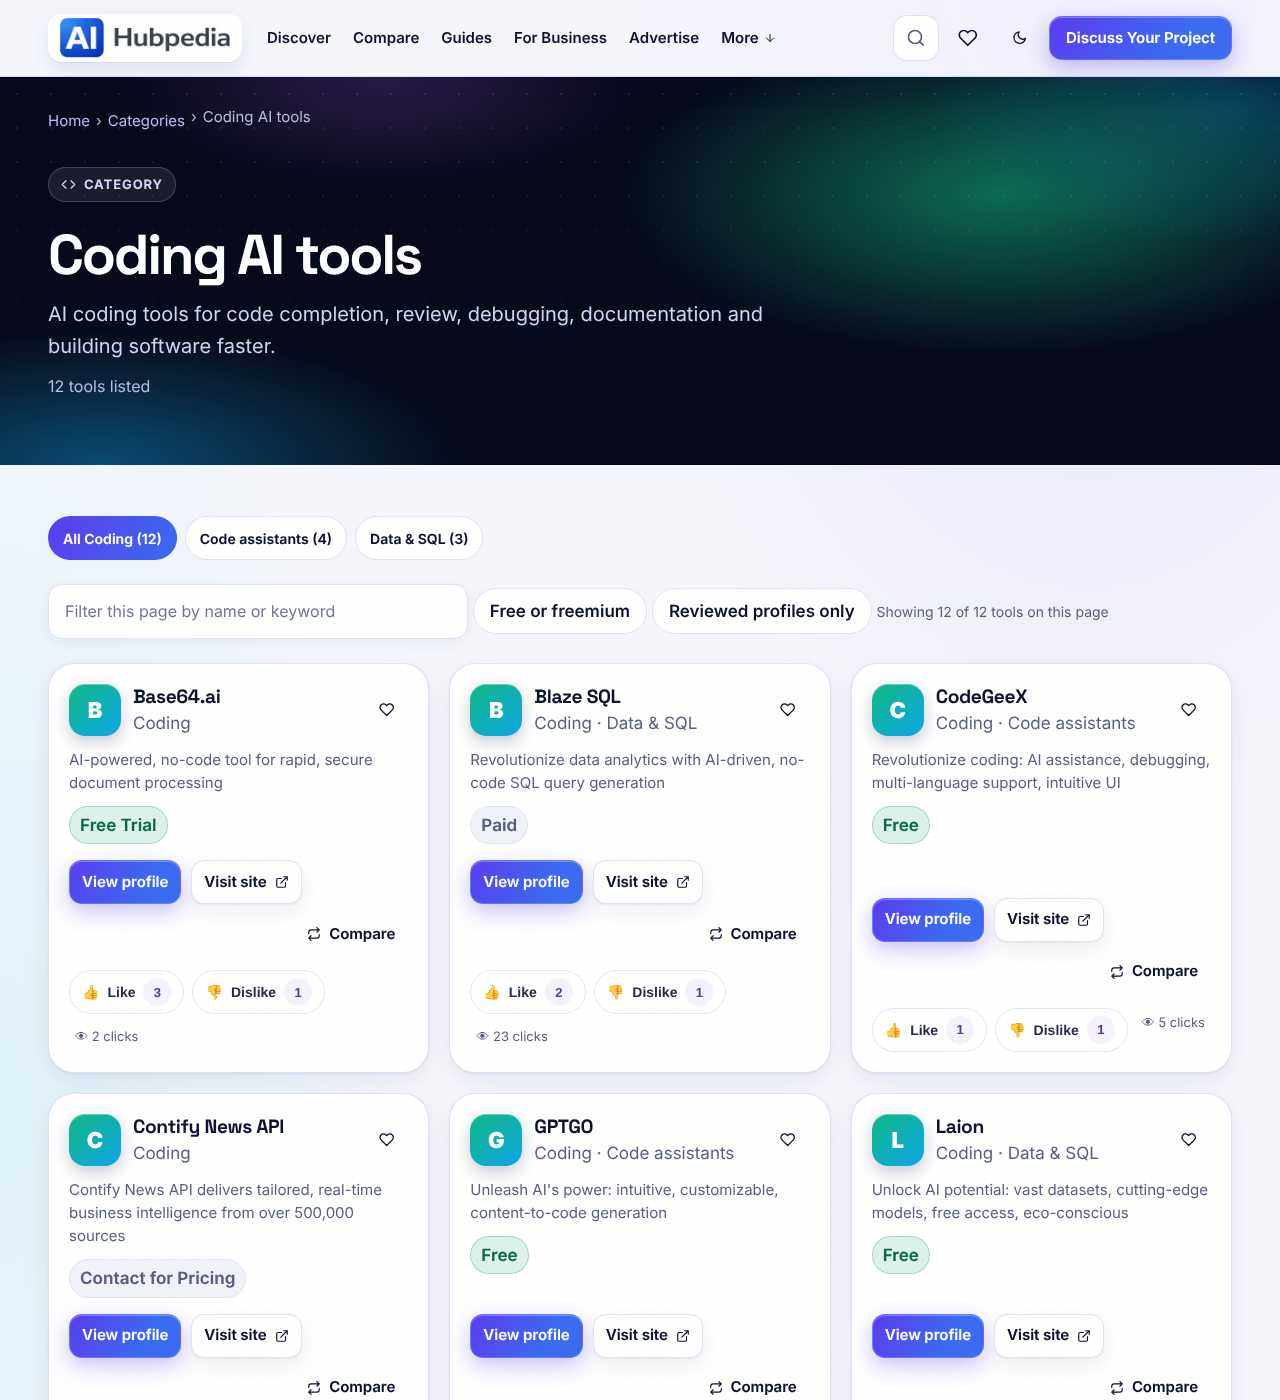 AI Hubpedia
Discover
Compare
Guides
For Business
Advertise
More
Discuss Your Project
Home › Categories › Coding AI tools
CATEGORY
Coding AI tools
AI coding tools for code completion, review, debugging, documentation and
building software faster.
12 tools listed
All Coding (12)
Code assistants (4)
Data & SQL (3)
Filter this page by name or keyword
Free or freemium
Reviewed profiles only
Showing 12 of 12 tools on this page
B
Base64.ai
Coding
AI-powered, no-code tool for rapid, secure
document processing
Free Trial
View profile
Visit site
Compare
Like 3
Dislike 1
2 clicks
B
Blaze SQL
Coding · Data & SQL
Revolutionize data analytics with AI-driven, no-
code SQL query generation
Paid
View profile
Visit site
Compare
Like 2
Dislike 1
23 clicks
C
CodeGeeX
Coding · Code assistants
Revolutionize coding: AI assistance, debugging,
multi-language support, intuitive UI
Free
View profile
Visit site
Compare
Like 1
Dislike 1
5 clicks
C
Contify News API
Coding
Contify News API delivers tailored, real-time
business intelligence from over 500,000
sources
Contact for Pricing
View profile
Visit site
Compare
G
GPTGO
Coding · Code assistants
Unleash AI's power: intuitive, customizable,
content-to-code generation
Free
View profile
Visit site
Compare
L
Laion
Coding · Data & SQL
Unlock AI potential: vast datasets, cutting-edge
models, free access, eco-conscious
Free
View profile
Visit site
Compare